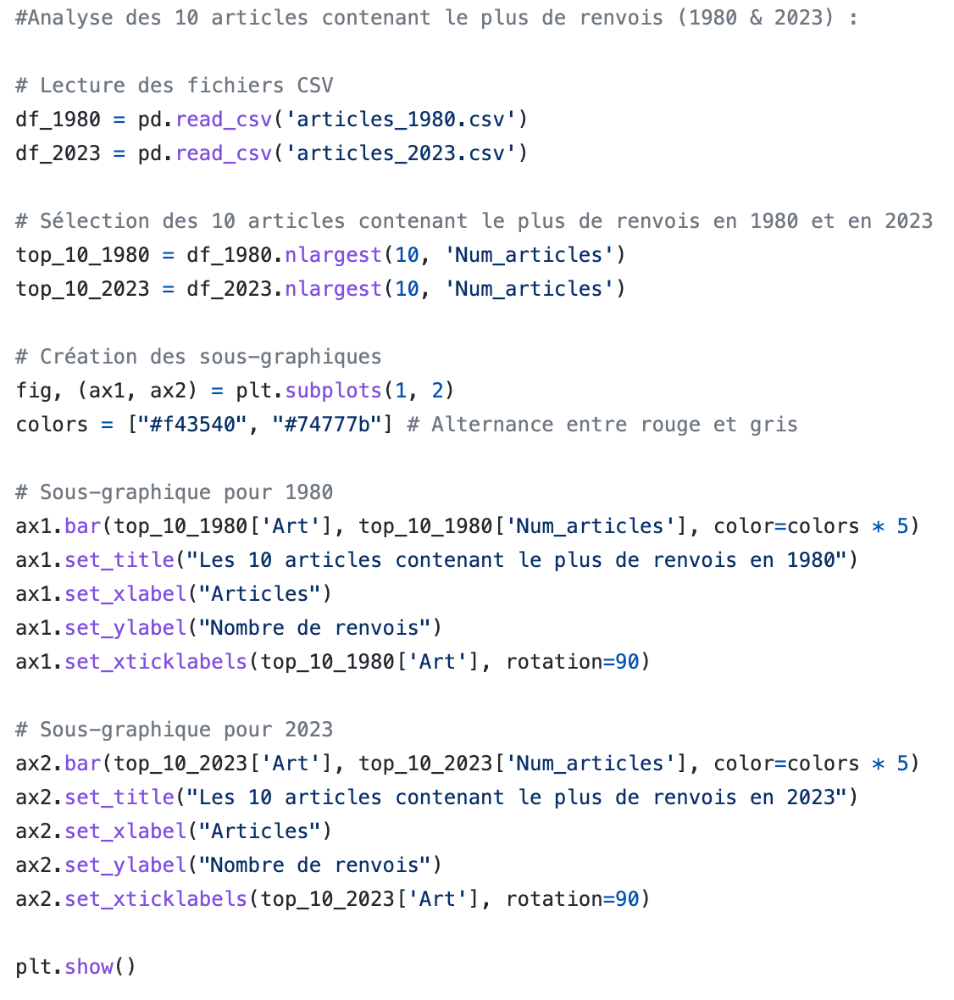 #Analyse des 10 articles contenant le plus de renvois (1980 & 2023) :
# Lecture des fichiers CSV
df_1980 = pd.read_csv('articles_1980.csv')
df_2023 = pd.read_csv('articles_2023.csv')
# Sélection des 10 articles contenant le plus de renvois en 1980 et en 2023
top_10_1980 = df_1980.nlargest(10, 'Num_articles')
top_10_2023 = df_2023.nlargest(10, 'Num_articles')
# Création des sous-graphiques
fig, (ax1, ax2) = plt.subplots(1, 2)
colors = ["#f43540", "#74777b"] # Alternance entre rouge et gris
# Sous-graphique pour 1980
ax1.bar(top_10_1980['Art'], top_10_1980['Num_articles'], color=colors * 5)
ax1.set_title("Les 10 articles contenant le plus de renvois en 1980")
ax1.set_xlabel("Articles")
ax1.set_ylabel("Nombre de renvois")
ax1.set_xticklabels(top_10_1980['Art'], rotation=90)
# Sous-graphique pour 2023
ax2.bar(top_10_2023['Art'], top_10_2023['Num_articles'], color=colors * 5)
ax2.set_title("Les 10 articles contenant le plus de renvois en 2023")
ax2.set_xlabel("Articles")
ax2.set_ylabel("Nombre de renvois")
ax2.set_xticklabels(top_10_2023['Art'], rotation=90)
plt.show()